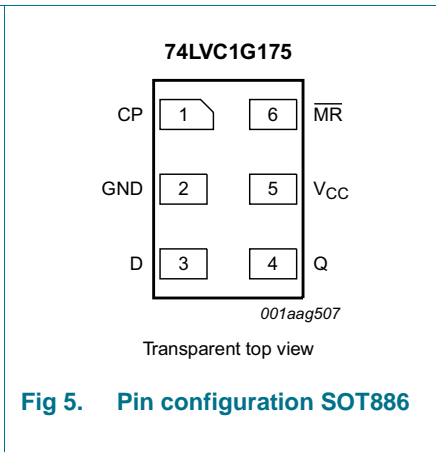 74LVC1G175
CP 1 6 M̅R̅
GND 2 5 VCC
D 3 4 Q
001aag507
Transparent top view
Fig 5. Pin configuration SOT886